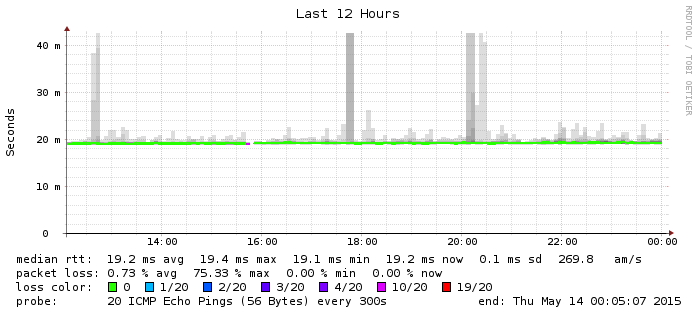 Last 12 Hours
RRDTOOL / TOBI OETIKER
Seconds
40 m
30 m
20 m
10 m
0
14:00 16:00 18:00 20:00 22:00 00:00
median rtt: 19.2 ms avg 19.4 ms max 19.1 ms min 19.2 ms now 0.1 ms sd 269.8 am/s
packet loss: 0.73 % avg 75.33 % max 0.00 % min 0.00 % now
loss color: 0 1/20 2/20 3/20 4/20 10/20 19/20
probe: 20 ICMP Echo Pings (56 Bytes) every 300s end: Thu May 14 00:05:07 2015